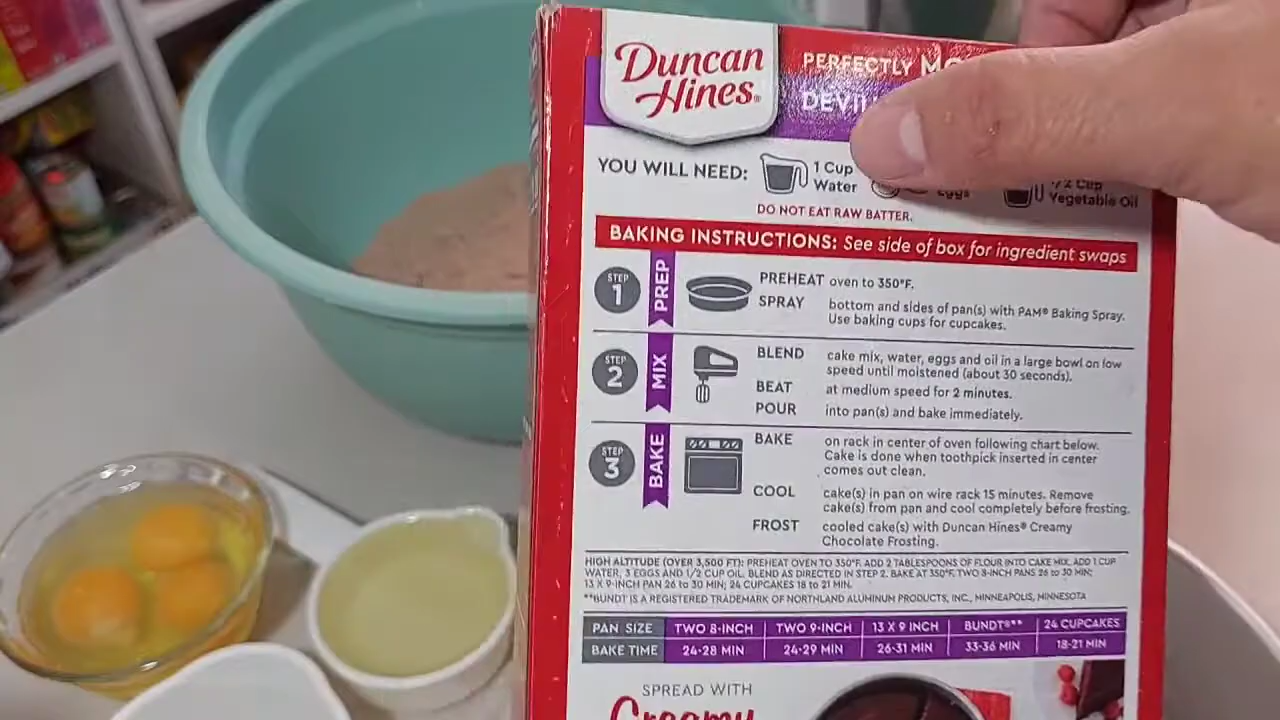 Duncan
Hines®
PERFECTLY
YOU WILL NEED:
1 Cup
Water
Eggs
1/2 Cup
Vegetable Oil
DO NOT EAT RAW BATTER.
BAKING INSTRUCTIONS: See side of box for ingredient swaps
STEP
1
PREP
PREHEAT oven to 350°F.
SPRAY bottom and sides of pan(s) with PAM® Baking Spray.
Use baking cups for cupcakes.
STEP
2
MIX
BLEND cake mix, water, eggs and oil in a large bowl on low
speed until moistened (about 30 seconds).
BEAT at medium speed for 2 minutes.
POUR into pan(s) and bake immediately.
STEP
3
BAKE
BAKE on rack in center of oven following chart below.
Cake is done when toothpick inserted in center
comes out clean.
COOL cake(s) in pan on wire rack 15 minutes. Remove
cake(s) from pan and cool completely before frosting.
FROST cooled cake(s) with Duncan Hines® Creamy
Chocolate Frosting.
HIGH ALTITUDE (OVER 3,500 FT): PREHEAT OVEN TO 350°F. ADD 2 TABLESPOONS OF FLOUR INTO CAKE MIX. ADD 1 CUP
WATER, 3 EGGS AND 1/2 CUP OIL. BLEND AS DIRECTED IN STEP 2. BAKE AT 350°F. TWO 8-INCH PANS 26 to 30 MIN;
13 X 9-INCH PAN 26 to 30 MIN; 24 CUPCAKES 18 to 21 MIN.
**BUNDT IS A REGISTERED TRADEMARK OF NORTHLAND ALUMINUM PRODUCTS, INC., MINNEAPOLIS, MINNESOTA
PAN SIZE TWO 8-INCH TWO 9-INCH 13 X 9 INCH BUNDT®** 24 CUPCAKES
BAKE TIME 24-28 MIN 24-29 MIN 26-31 MIN 33-36 MIN 18-21 MIN
SPREAD WITH
Creamy